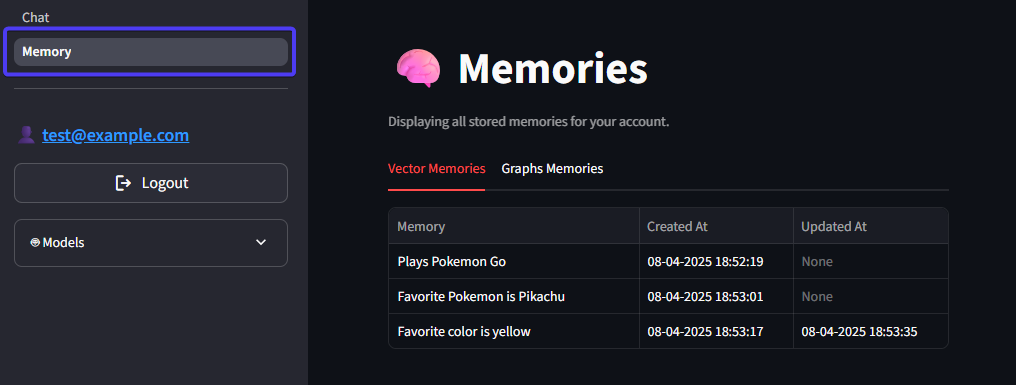 Chat
Memory
test@example.com
Logout
Models
Memories
Displaying all stored memories for your account.
Vector Memories Graphs Memories
Memory Created At Updated At
Plays Pokemon Go 08-04-2025 18:52:19 None
Favorite Pokemon is Pikachu 08-04-2025 18:53:01 None
Favorite color is yellow 08-04-2025 18:53:17 08-04-2025 18:53:35